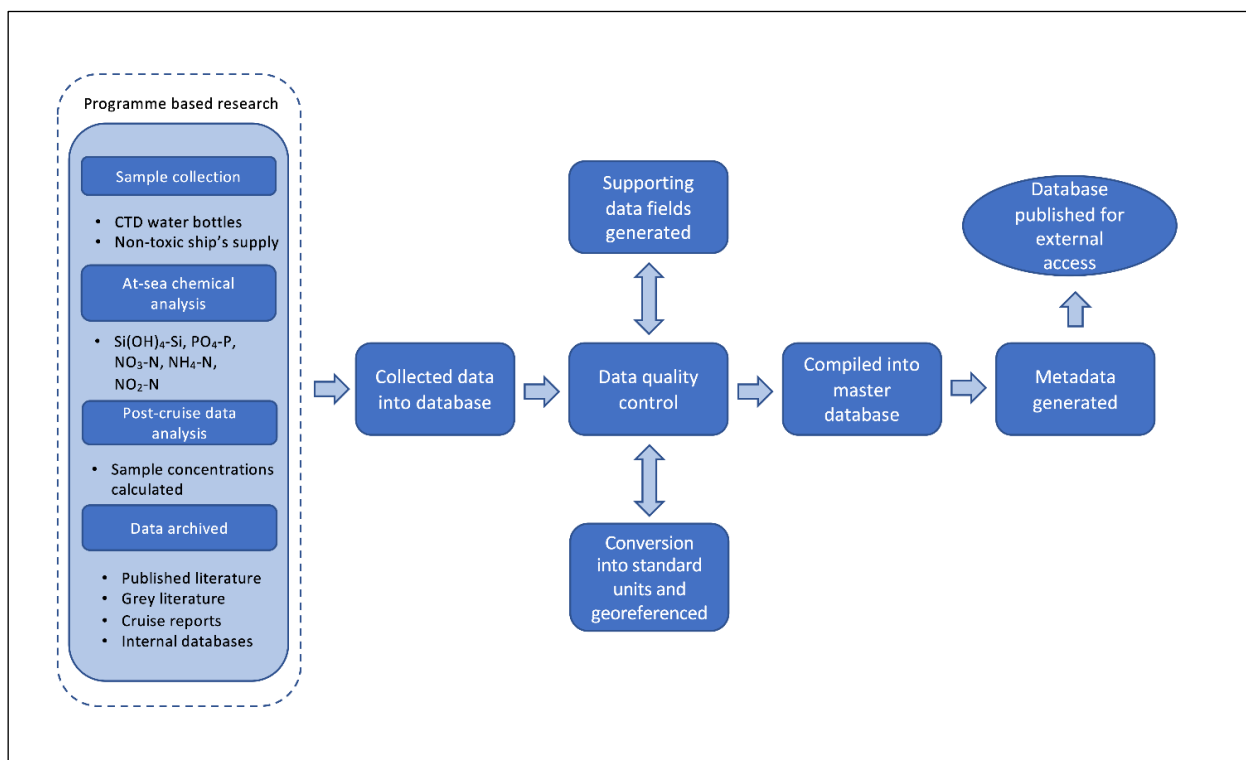 Programme based research
Sample collection
• CTD water bottles
• Non-toxic ship's supply
At-sea chemical
analysis
• Si(OH)₄-Si, PO₄-P,
NO₃-N, NH₄-N,
NO₂-N
Post-cruise data
analysis
• Sample concentrations
calculated
Data archived
• Published literature
• Grey literature
• Cruise reports
• Internal databases
Collected data
into database
Supporting
data fields
generated
Data quality
control
Conversion
into standard
units and
georeferenced
Compiled into
master
database
Metadata
generated
Database
published for
external
access